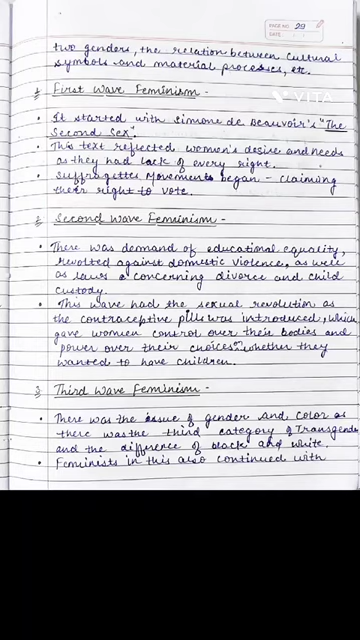 PAGE NO. 29
DATE
two genders, the relation between cultural
symbols and material processes, etc.
1 First Wave Feminism -
VITA
• It started with Simone de Beauvoir's "The
Second Sex".
• This text reflected women's desire and needs
as they had lack of every right.
• Suffragettes Movements began - claiming
their right to vote.
2 Second Wave Feminism -
• There was demand of educational equality,
revolted against domestic violence, as well
as laws concerning divorce and child
custody.
• This wave had the sexual revolution as
the contraceptive pills was introduced, which
gave women control over their bodies and
power over their choices whether they
wanted to have children.
3 Third Wave Feminism -
• There was the issue of gender and color as
there was the third category of Transgender
and the difference of black and white.
• Feminists in this also continued with